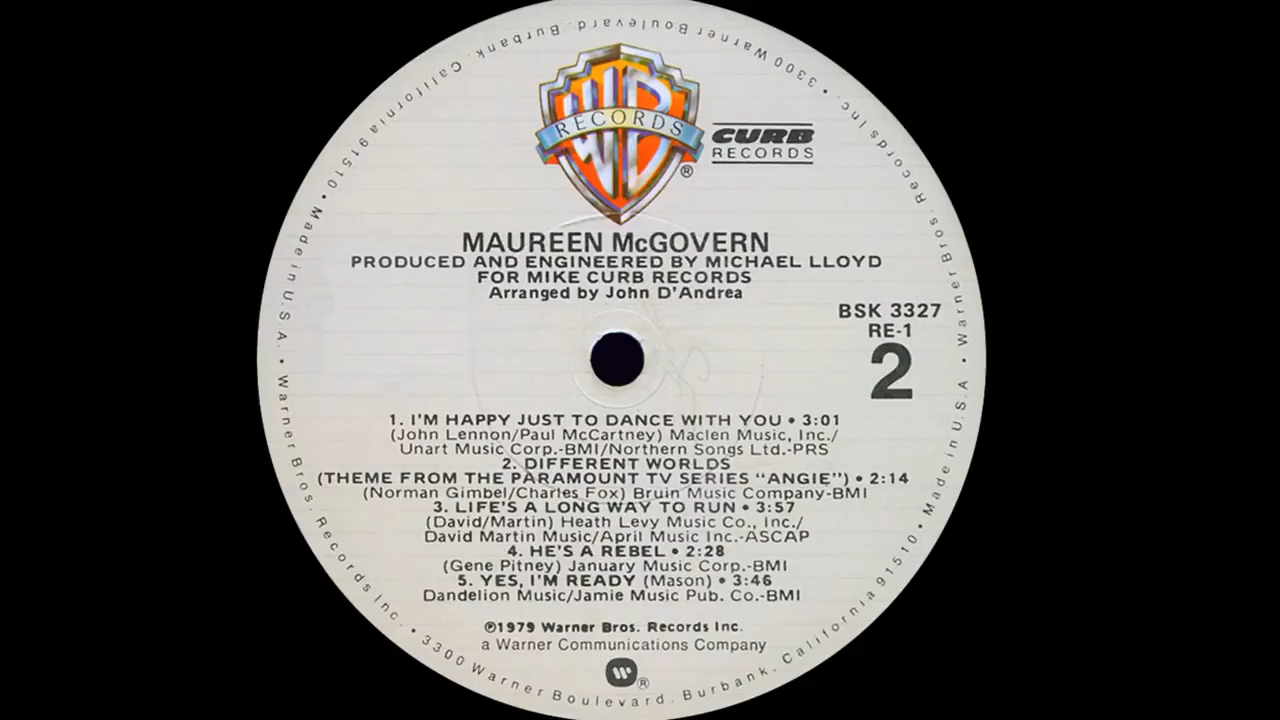 WB
RECORDS
®
CURB
RECORDS
MAUREEN McGOVERN
PRODUCED AND ENGINEERED BY MICHAEL LLOYD
FOR MIKE CURB RECORDS
Arranged by John D'Andrea
BSK 3327
RE-1
2
1. I'M HAPPY JUST TO DANCE WITH YOU • 3:01
(John Lennon/Paul McCartney) Maclen Music, Inc./
Unart Music Corp.-BMI/Northern Songs Ltd.-PRS
2. DIFFERENT WORLDS
(THEME FROM THE PARAMOUNT TV SERIES "ANGIE") • 2:14
(Norman Gimbel/Charles Fox) Bruin Music Company-BMI
3. LIFE'S A LONG WAY TO RUN • 3:57
(David/Martin) Heath Levy Music Co., Inc./
David Martin Music/April Music Inc.-ASCAP
4. HE'S A REBEL • 2:28
(Gene Pitney) January Music Corp.-BMI
5. YES, I'M READY (Mason) • 3:46
Dandelion Music/Jamie Music Pub. Co.-BMI
℗1979 Warner Bros. Records Inc.
a Warner Communications Company
®
Warner Bros. Records Inc. • 3300 Warner Boulevard, Burbank, California 91510 • Made in U.S.A. • Warner Bros. Records Inc. • 3300 Warner Boulevard, Burbank, California 91510 • Made in U.S.A. •